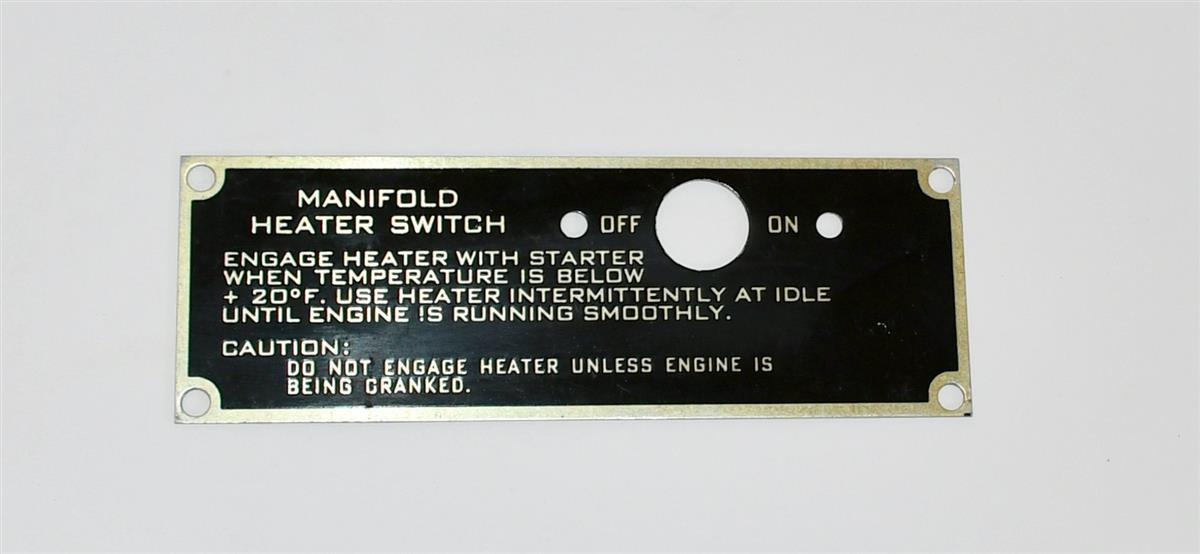 MANIFOLD
HEATER SWITCH
OFF ON
ENGAGE HEATER WITH STARTER
WHEN TEMPERATURE IS BELOW
+ 20°F. USE HEATER INTERMITTENTLY AT IDLE
UNTIL ENGINE IS RUNNING SMOOTHLY.
CAUTION:
DO NOT ENGAGE HEATER UNLESS ENGINE IS
BEING CRANKED.